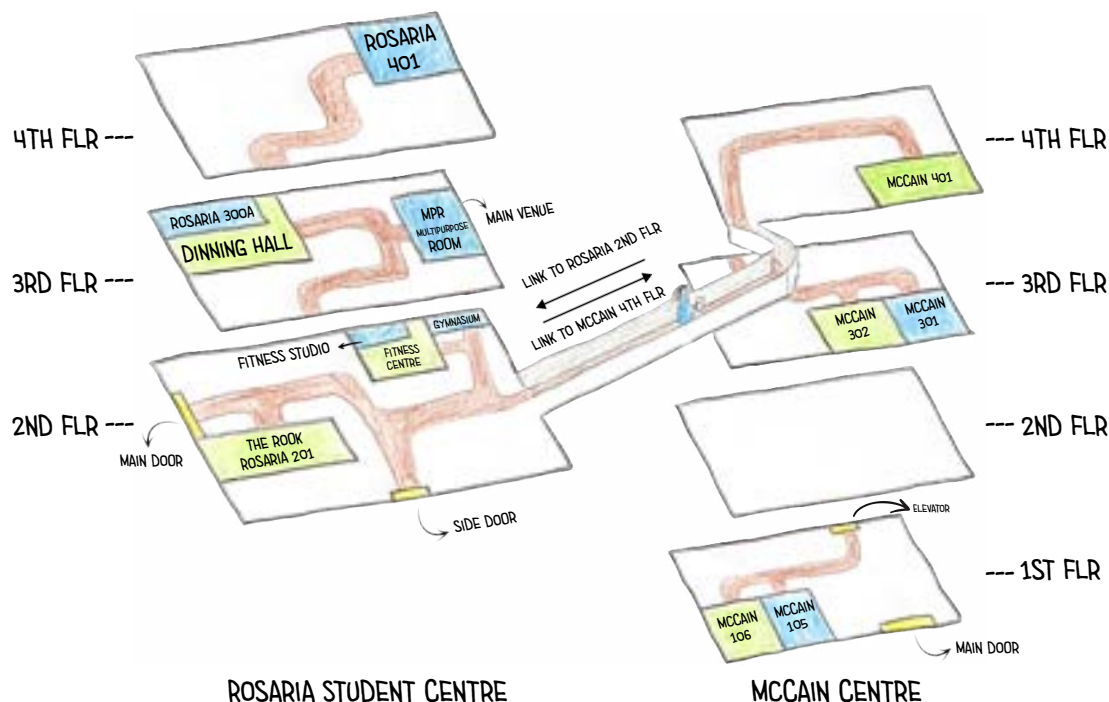 ROSARIA
401
4TH FLR ---
ROSARIA 300A
DINNING HALL
MPR
MULTIPURPOSE
ROOM
MAIN VENUE
3RD FLR ---
GYMNASIUM
FITNESS STUDIO
FITNESS
CENTRE
2ND FLR ---
THE ROOK
ROSARIA 201
MAIN DOOR
SIDE DOOR
ROSARIA STUDENT CENTRE
LINK TO ROSARIA 2ND FLR
LINK TO MCCAIN 4TH FLR
--- 4TH FLR
MCCAIN 401
--- 3RD FLR
MCCAIN
302
MCCAIN
301
--- 2ND FLR
ELEVATOR
--- 1ST FLR
MCCAIN
106
MCCAIN
105
MAIN DOOR
MCCAIN CENTRE